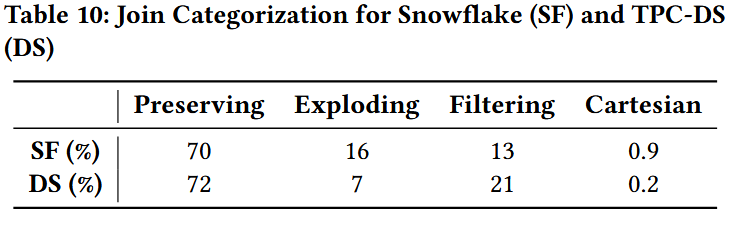 Table 10: Join Categorization for Snowflake (SF) and TPC-DS
(DS)
Preserving Exploding Filtering Cartesian
SF (%) 70 16 13 0.9
DS (%) 72 7 21 0.2